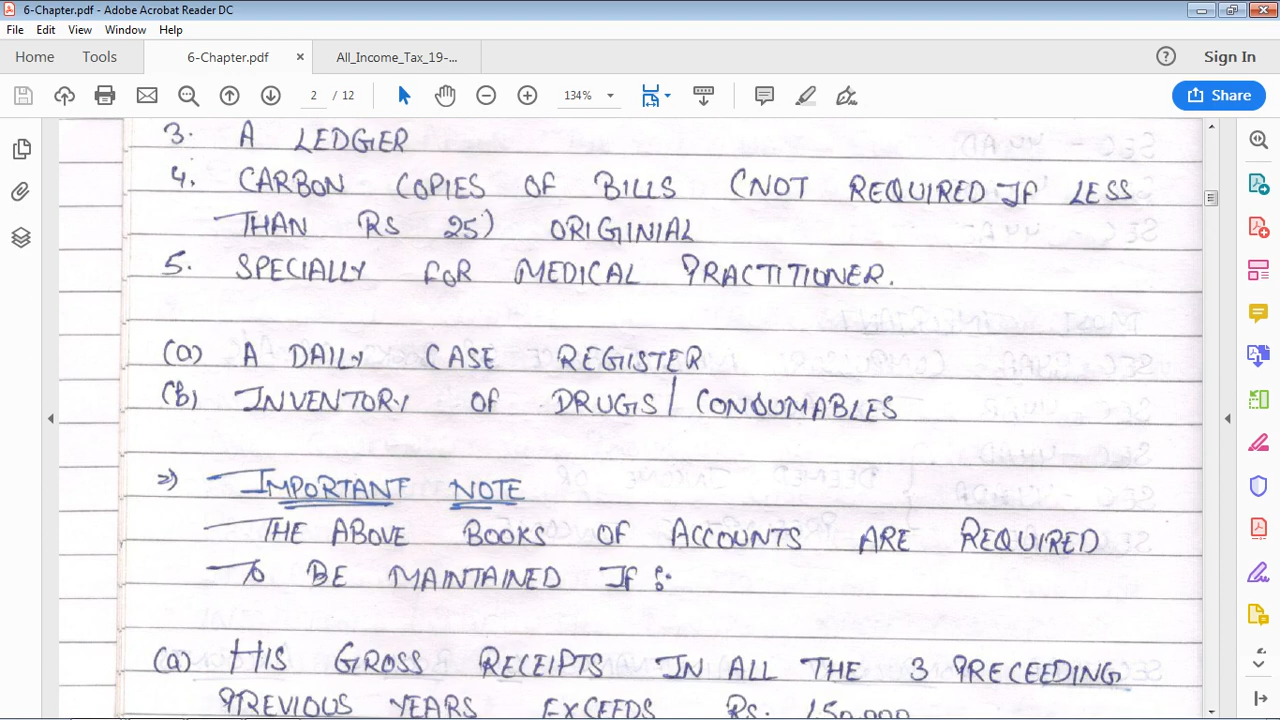 6-Chapter.pdf - Adobe Acrobat Reader DC
File Edit View Window Help
Home Tools 6-Chapter.pdf × All_Income_Tax_19-... ? Sign In
2 / 12 134% Share
3. A LEDGER
4. CARBON COPIES OF BILLS (NOT REQUIRED IF LESS
THAN RS 25) ORIGINIAL
5. SPECIALLY FOR MEDICAL PRACTITIONER.
(a) A DAILY CASE REGISTER
(b) INVENTORY OF DRUGS / CONSUMABLES
⇒) IMPORTANT NOTE
THE ABOVE BOOKS OF ACCOUNTS ARE REQUIRED
TO BE MAINTAINED IF :
(a) HIS GROSS RECEIPTS IN ALL THE 3 PRECEEDING
PREVIOUS YEARS EXCEEDS RS. 150,000